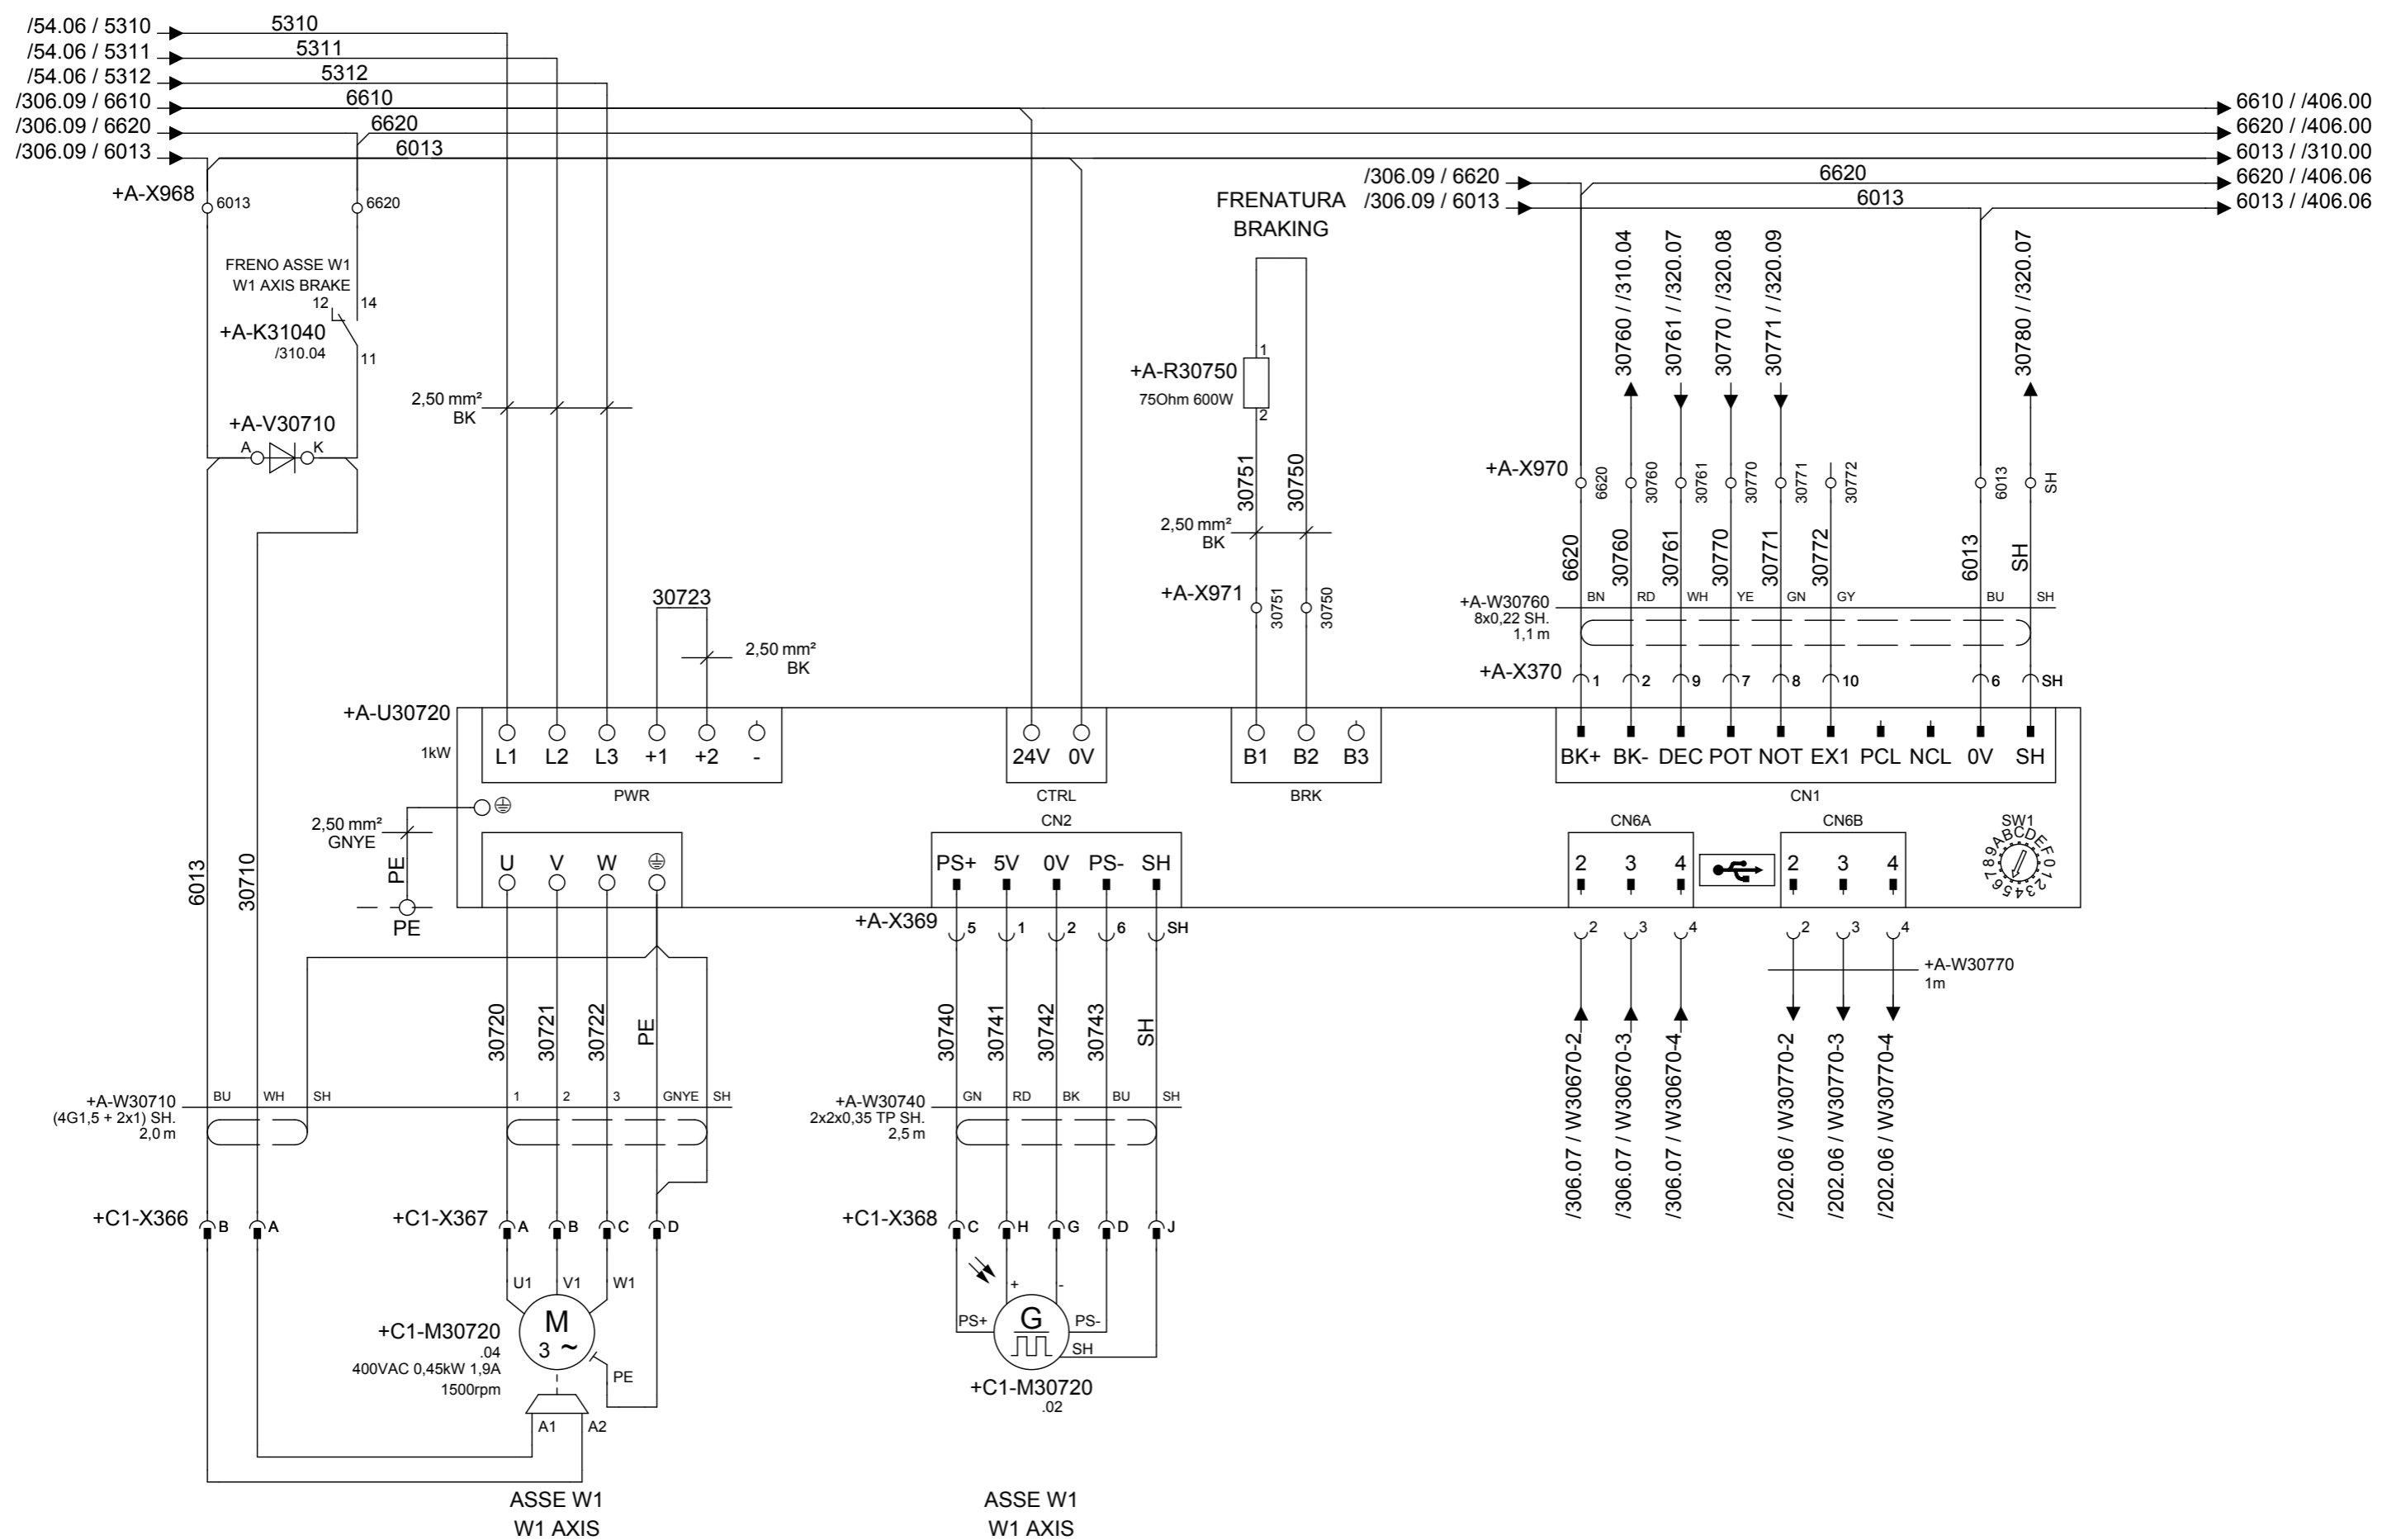 /54.06 / 5310
5310
/54.06 / 5311
5311
/54.06 / 5312
5312
/306.09 / 6610
6610
6610 / /406.00
/306.09 / 6620
6620
6620 / /406.00
/306.09 / 6013
6013
6013 / /310.00
/306.09 / 6620
6620
6620 / /406.06
/306.09 / 6013
6013
6013 / /406.06
+A-X968
6013
6620
FRENO ASSE W1
W1 AXIS BRAKE
12
14
+A-K31040
/310.04
11
+A-V30710
A
K
2,50 mm²
BK
FRENATURA
BRAKING
1
+A-R30750
75Ohm 600W
2
30751
30750
2,50 mm²
BK
+A-X971
30751
30750
30760 / /310.04
30761 / /320.07
30770 / /320.08
30771 / /320.09
30780 / /320.07
+A-X970
6620
30760
30761
30770
30771
30772
6013
SH
6620
30760
30761
30770
30771
30772
6013
SH
+A-W30760
8x0,22 SH.
1,1 m
BN
RD
WH
YE
GN
GY
BU
SH
+A-X370
1
2
9
7
8
10
6
SH
30723
2,50 mm²
BK
+A-U30720
1kW
L1
L2
L3
+1
+2
-
PWR
24V
0V
CTRL
B1
B2
B3
BRK
BK+
BK-
DEC
POT
NOT
EX1
PCL
NCL
0V
SH
CN1
2,50 mm²
GNYE
PE
PE
U
V
W
CN2
PS+
5V
0V
PS-
SH
CN6A
2
3
4
CN6B
2
3
4
SW1
0123456789ABCDEF
+A-X369
5
1
2
6
SH
2
3
4
2
3
4
+A-W30770
1m
6013
30710
30720
30721
30722
PE
30740
30741
30742
30743
SH
/306.07 / W30670-2
/306.07 / W30670-3
/306.07 / W30670-4
/202.06 / W30770-2
/202.06 / W30770-3
/202.06 / W30770-4
+A-W30710
(4G1,5 + 2x1) SH.
2,0 m
BU
WH
SH
1
2
3
GNYE
SH
+A-W30740
2x2x0,35 TP SH.
2,5 m
GN
RD
BK
BU
SH
+C1-X366
B
A
+C1-X367
A
B
C
D
+C1-X368
C
H
G
D
J
U1
V1
W1
M
3 ~
+C1-M30720
.04
400VAC 0,45kW 1,9A
1500rpm
PE
A1
A2
+
-
PS+
G
PS-
SH
+C1-M30720
.02
ASSE W1
W1 AXIS
ASSE W1
W1 AXIS